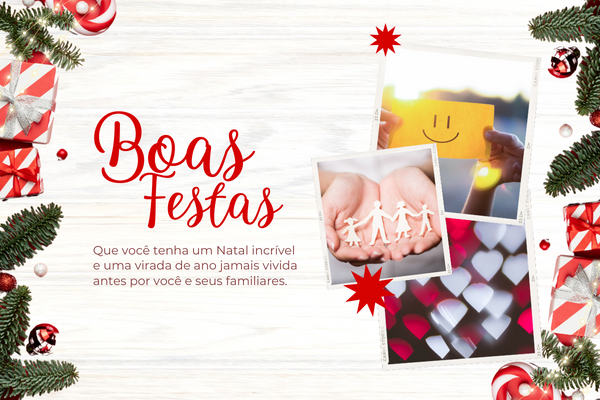 Boas
Festas
Que você tenha um Natal incrível
e uma virada de ano jamais vivida
antes por você e seus familiares.